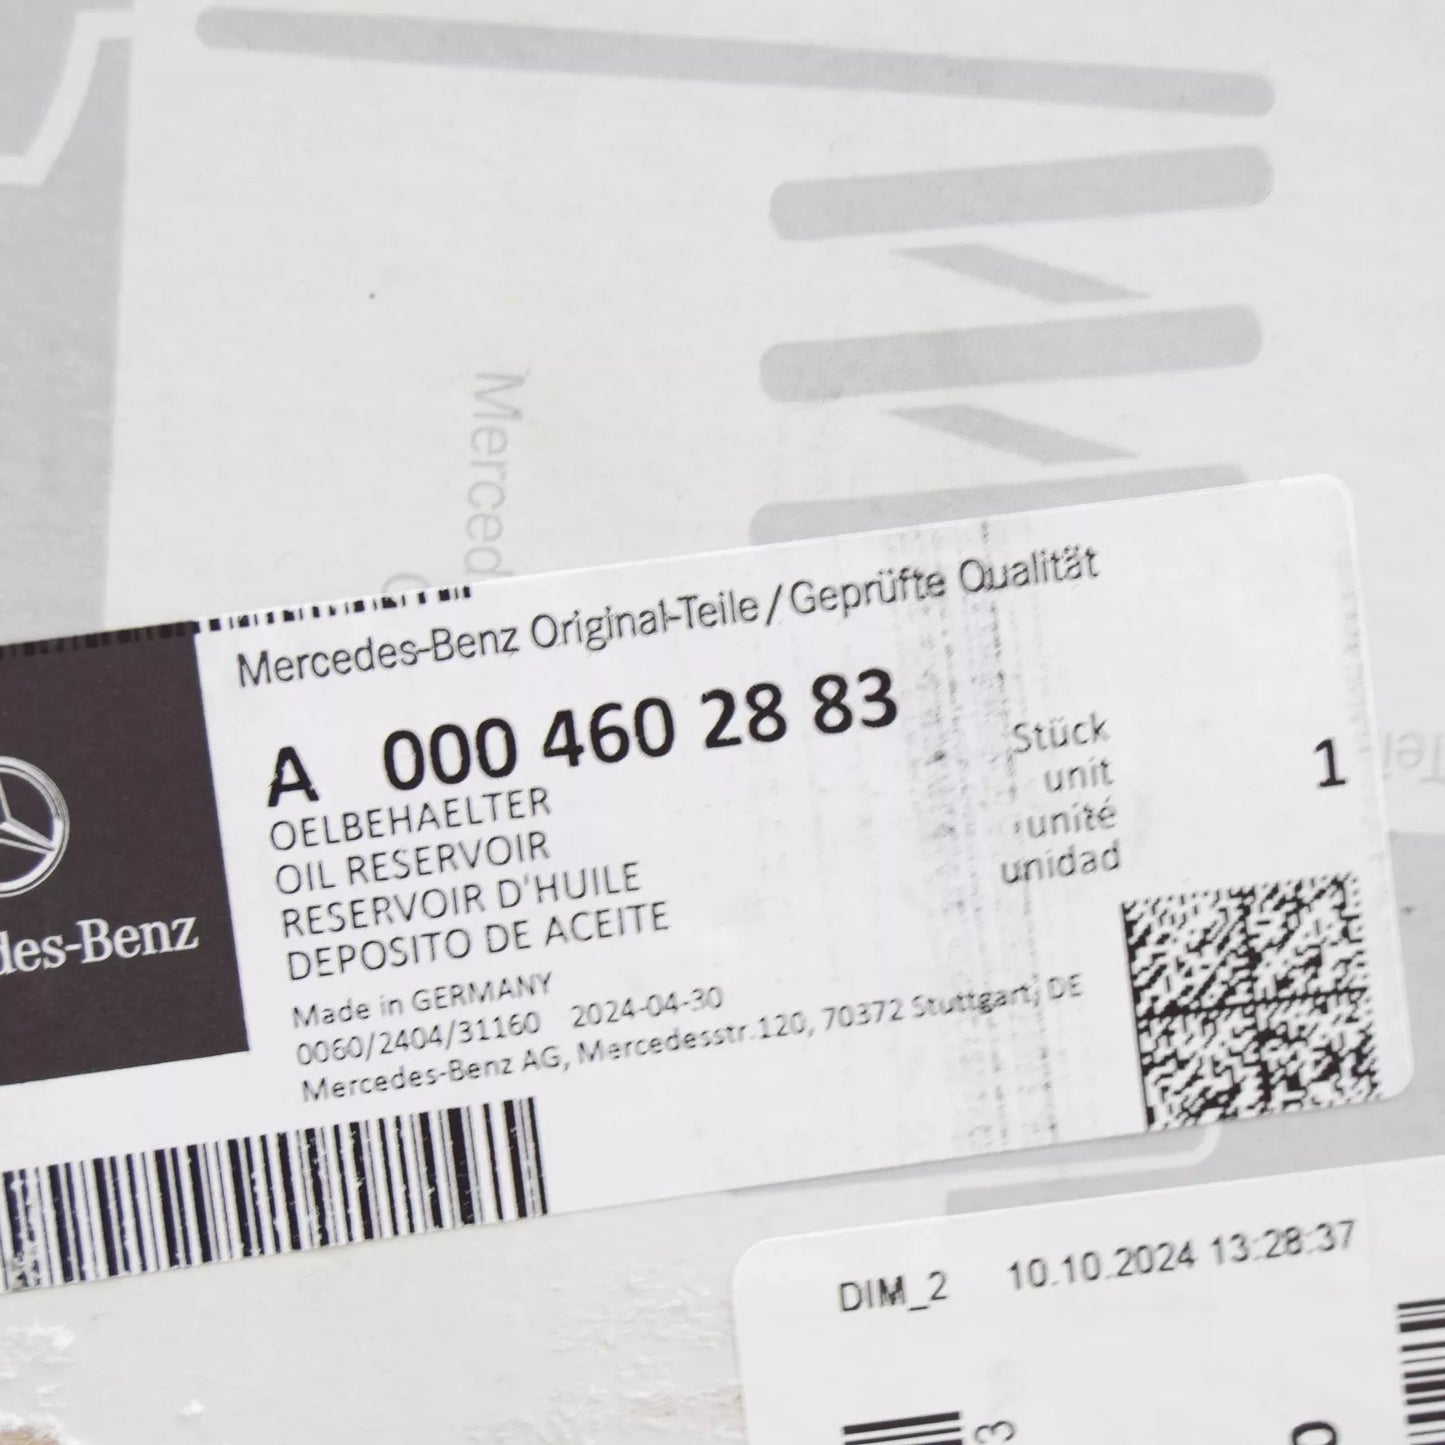 Merced
Mercedes-Benz Original-Teile/Geprüfte Qualität
A 000 460 28 83
OELBEHAELTER
OIL RESERVOIR
RESERVOIR D'HUILE
DEPOSITO DE ACEITE
Stück
unit
unité
unidad
1
des-Benz
Made in GERMANY
0060/2404/31160 2024-04-30
Mercedes-Benz AG, Mercedesstr.120, 70372 Stuttgart, DE
DIM_2 10.10.2024 13:28:37
3